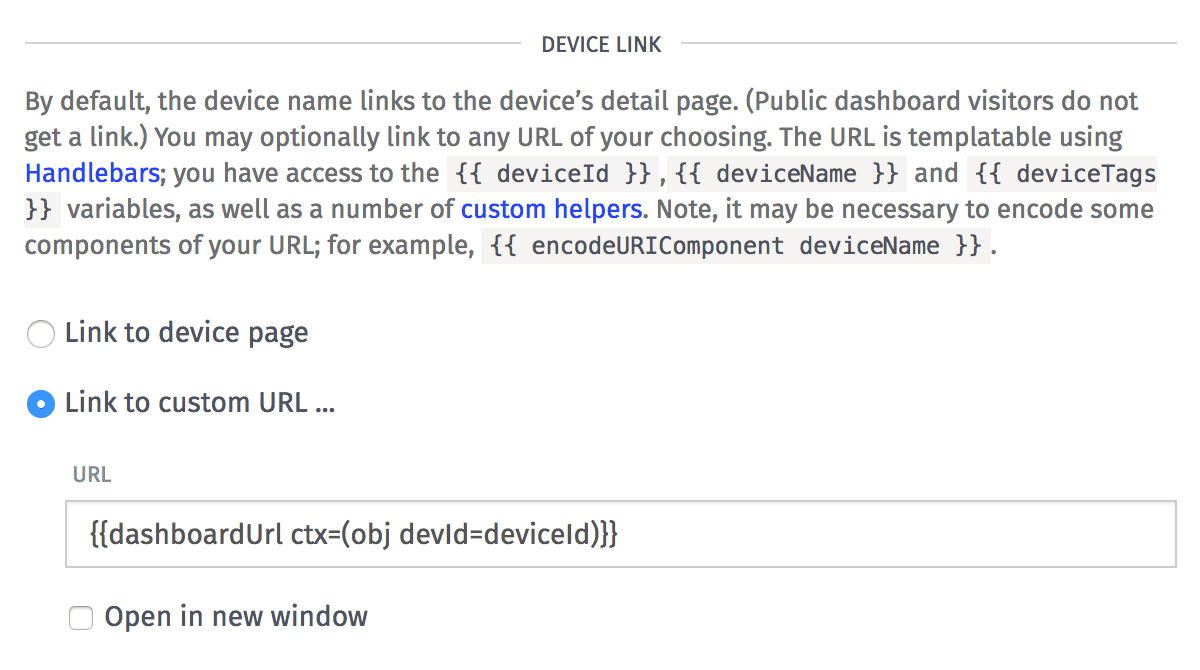 DEVICE LINK
By default, the device name links to the device’s detail page. (Public dashboard visitors do not
get a link.) You may optionally link to any URL of your choosing. The URL is templatable using
Handlebars; you have access to the {{ deviceId }}, {{ deviceName }} and {{ deviceTags
}} variables, as well as a number of custom helpers. Note, it may be necessary to encode some
components of your URL; for example, {{ encodeURIComponent deviceName }}.
Link to device page
Link to custom URL ...
URL
{{dashboardUrl ctx=(obj devId=deviceId)}}
Open in new window